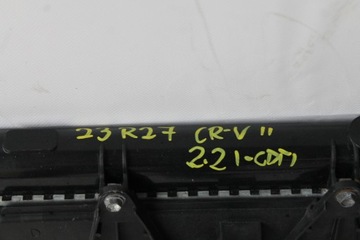 23R27 CR-V II
2.2 I-CDTI